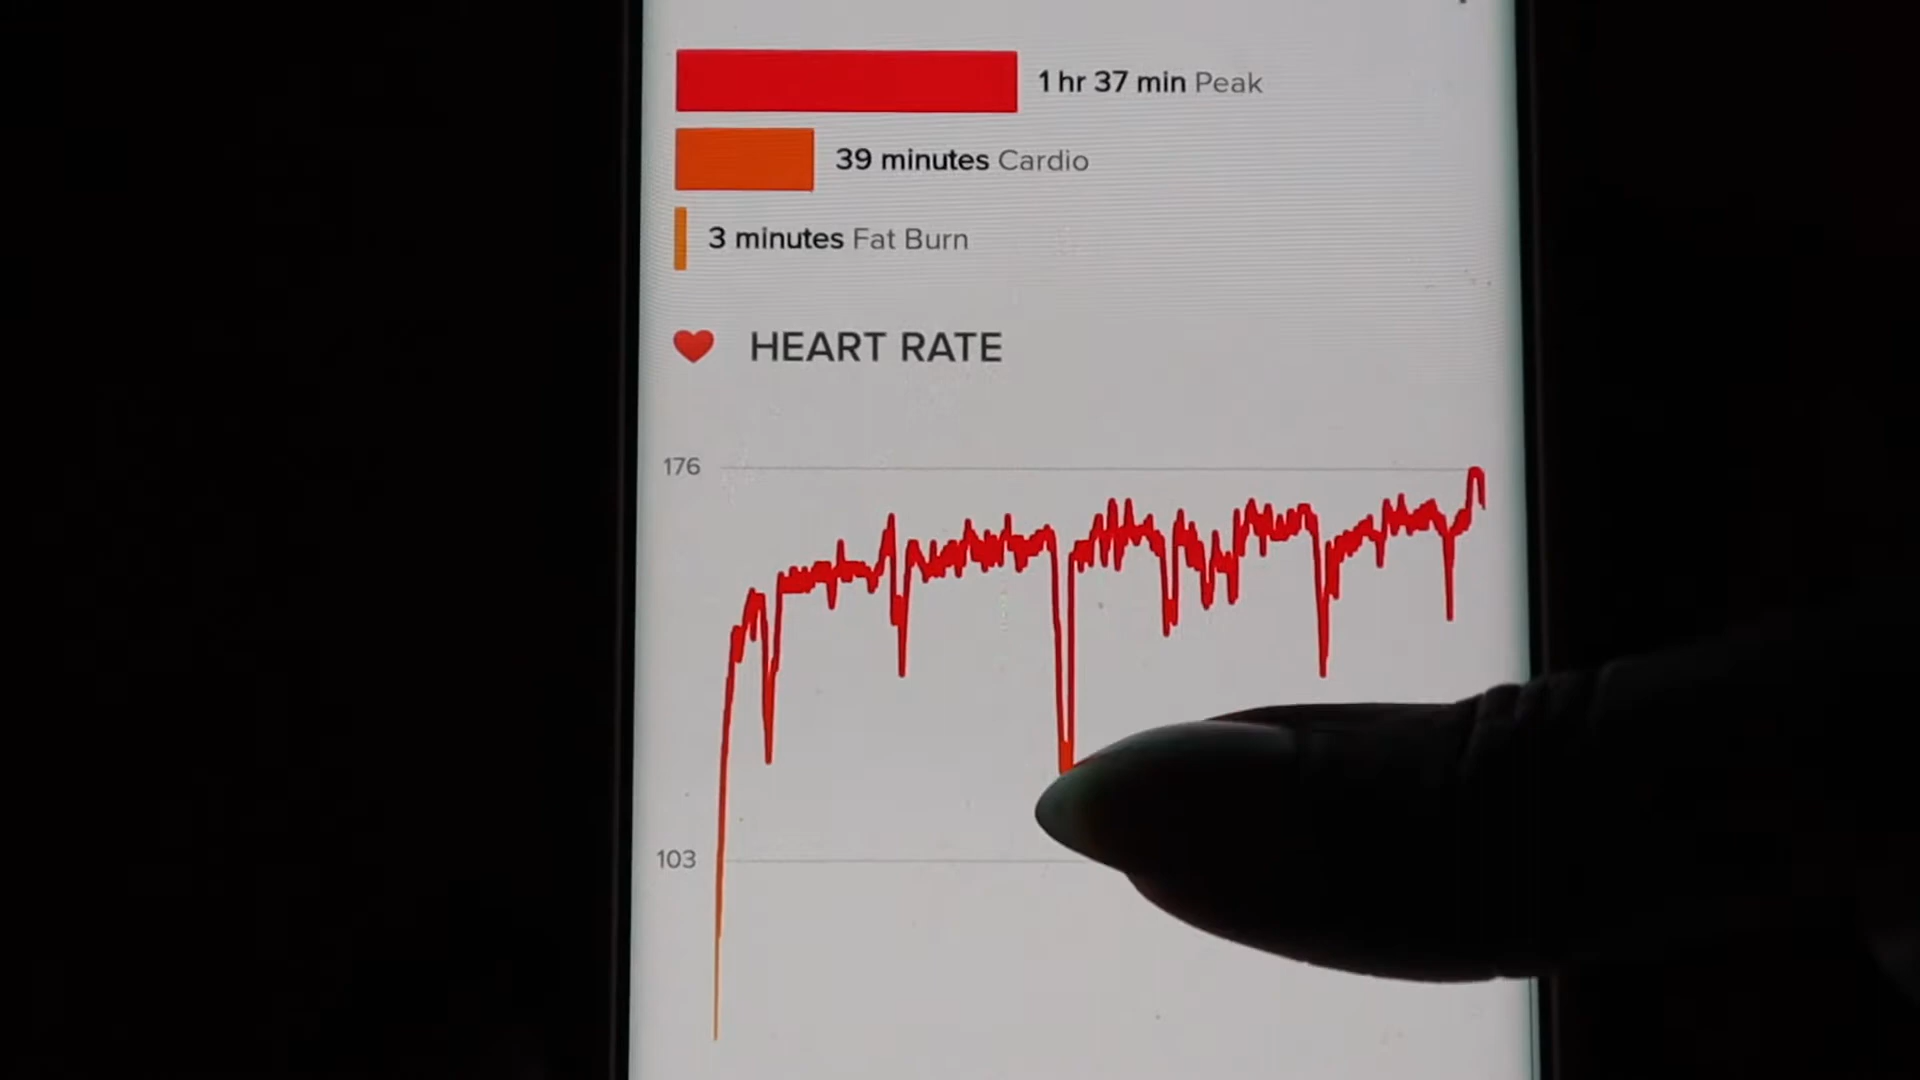 1 hr 37 min Peak
39 minutes Cardio
3 minutes Fat Burn
HEART RATE
176
103